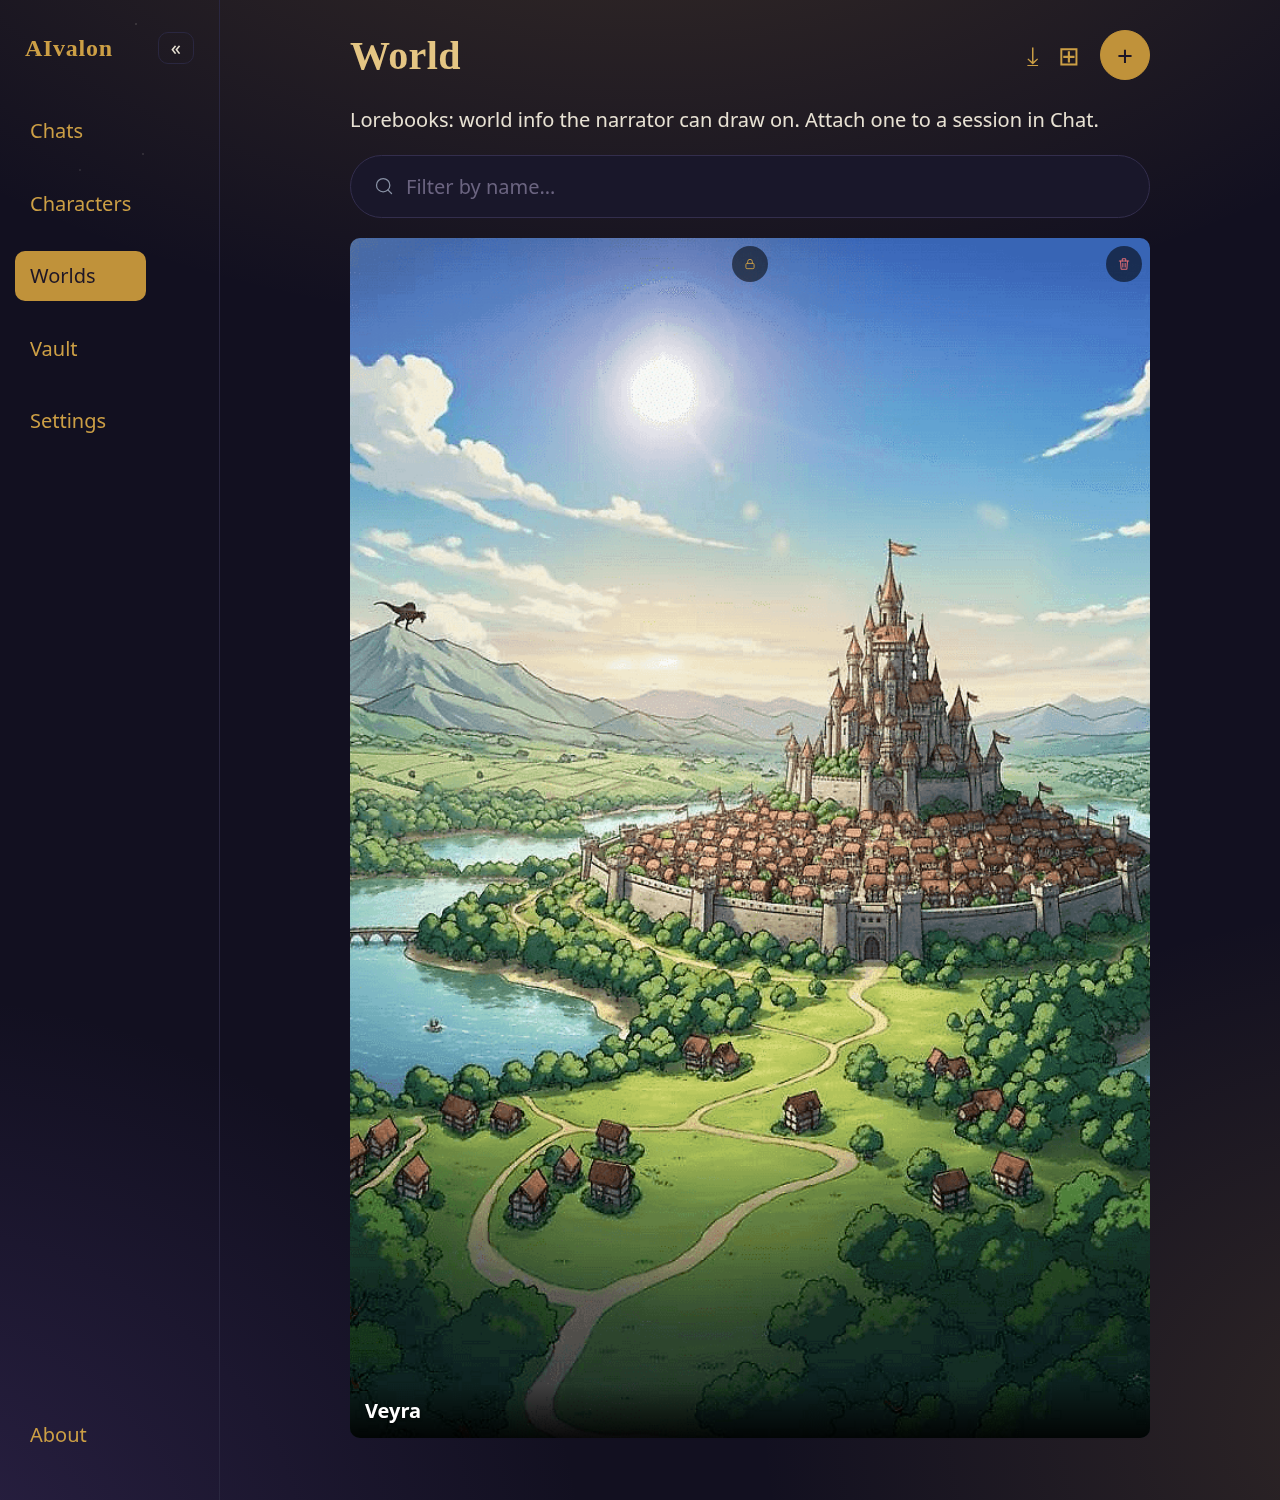 AIvalon
«
Chats
Characters
Worlds
Vault
Settings
About
World
+
Lorebooks: world info the narrator can draw on. Attach one to a session in Chat.
Filter by name...
Veyra